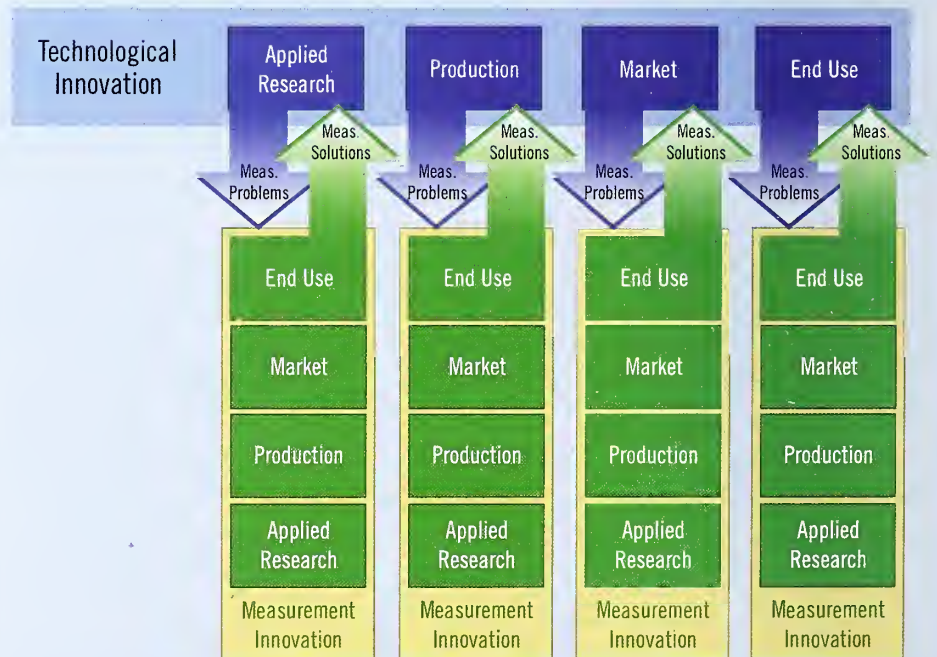 Technological
Innovation
Applied
Research
Production
Market
End Use
Meas.
Solutions
Meas.
Solutions
Meas.
Solutions
Meas.
Solutions
Meas.
Problems
Meas.
Problems
Meas.
Problems
Meas.
Problems
End Use
End Use
End Use
End Use
Market
Market
Market
Market
Production
Production
Production
Production
Applied
Research
Applied
Research
Applied
Research
Applied
Research
Measurement
Innovation
Measurement
Innovation
Measurement
Innovation
Measurement
Innovation